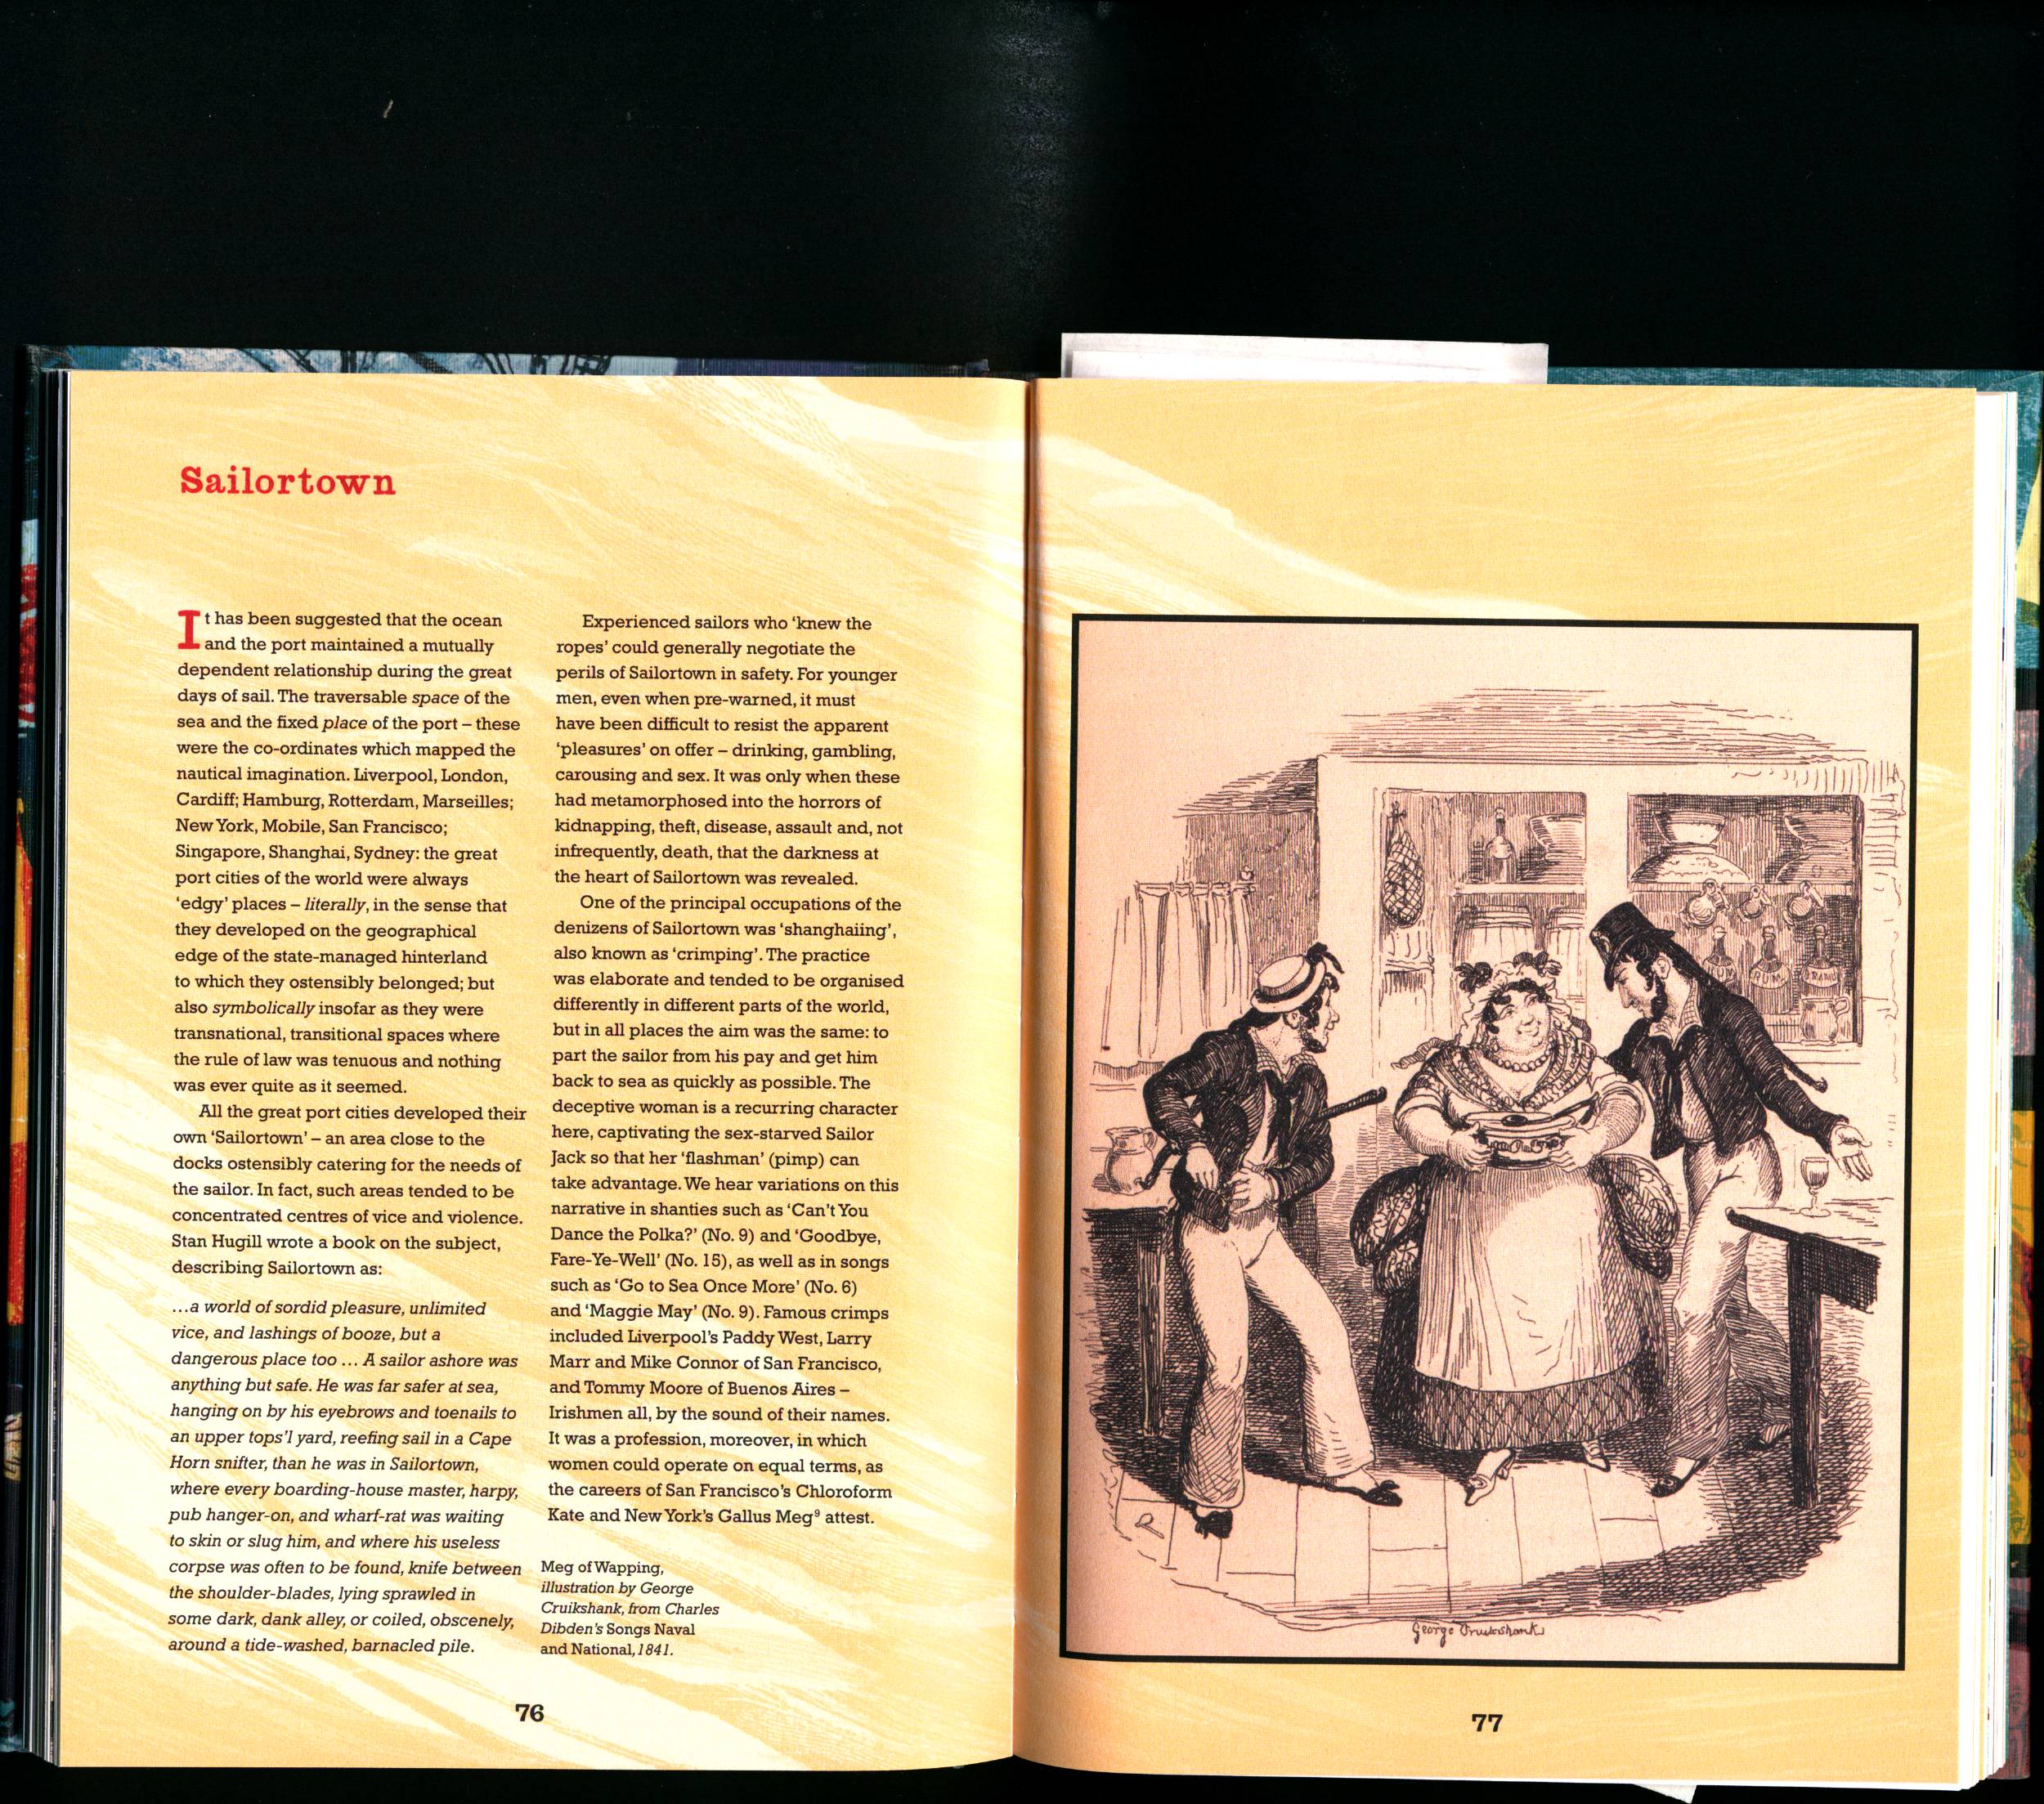 Sailortown
It has been suggested that the ocean
and the port maintained a mutually
dependent relationship during the great
days of sail. The traversable space of the
sea and the fixed place of the port – these
were the co-ordinates which mapped the
nautical imagination. Liverpool, London,
Cardiff; Hamburg, Rotterdam, Marseilles;
New York, Mobile, San Francisco;
Singapore, Shanghai, Sydney: the great
port cities of the world were always
‘edgy’ places – literally, in the sense that
they developed on the geographical
edge of the state-managed hinterland
to which they ostensibly belonged; but
also symbolically insofar as they were
transnational, transitional spaces where
the rule of law was tenuous and nothing
was ever quite as it seemed.
All the great port cities developed their
own ‘Sailortown’ – an area close to the
docks ostensibly catering for the needs of
the sailor. In fact, such areas tended to be
concentrated centres of vice and violence.
Stan Hugill wrote a book on the subject,
describing Sailortown as:
...a world of sordid pleasure, unlimited
vice, and lashings of booze, but a
dangerous place too ... A sailor ashore was
anything but safe. He was far safer at sea,
hanging on by his eyebrows and toenails to
an upper tops’l yard, reefing sail in a Cape
Horn snifter, than he was in Sailortown,
where every boarding-house master, harpy,
pub hanger-on, and wharf-rat was waiting
to skin or slug him, and where his useless
corpse was often to be found, knife between
the shoulder-blades, lying sprawled in
some dark, dank alley, or coiled, obscenely,
around a tide-washed, barnacled pile.
Experienced sailors who ‘knew the
ropes’ could generally negotiate the
perils of Sailortown in safety. For younger
men, even when pre-warned, it must
have been difficult to resist the apparent
‘pleasures’ on offer – drinking, gambling,
carousing and sex. It was only when these
had metamorphosed into the horrors of
kidnapping, theft, disease, assault and, not
infrequently, death, that the darkness at
the heart of Sailortown was revealed.
One of the principal occupations of the
denizens of Sailortown was ‘shanghaiing’,
also known as ‘crimping’. The practice
was elaborate and tended to be organised
differently in different parts of the world,
but in all places the aim was the same: to
part the sailor from his pay and get him
back to sea as quickly as possible. The
deceptive woman is a recurring character
here, captivating the sex-starved Sailor
Jack so that her ‘flashman’ (pimp) can
take advantage. We hear variations on this
narrative in shanties such as ‘Can’t You
Dance the Polka?’ (No. 9) and ‘Goodbye,
Fare-Ye-Well’ (No. 15), as well as in songs
such as ‘Go to Sea Once More’ (No. 6)
and ‘Maggie May’ (No. 9). Famous crimps
included Liverpool’s Paddy West, Larry
Marr and Mike Connor of San Francisco,
and Tommy Moore of Buenos Aires –
Irishmen all, by the sound of their names.
It was a profession, moreover, in which
women could operate on equal terms, as
the careers of San Francisco’s Chloroform
Kate and New York’s Gallus Meg⁹ attest.
Meg of Wapping,
illustration by George
Cruikshank, from Charles
Dibden’s Songs Naval
and National, 1841.
76
RUM
George Cruikshank
77